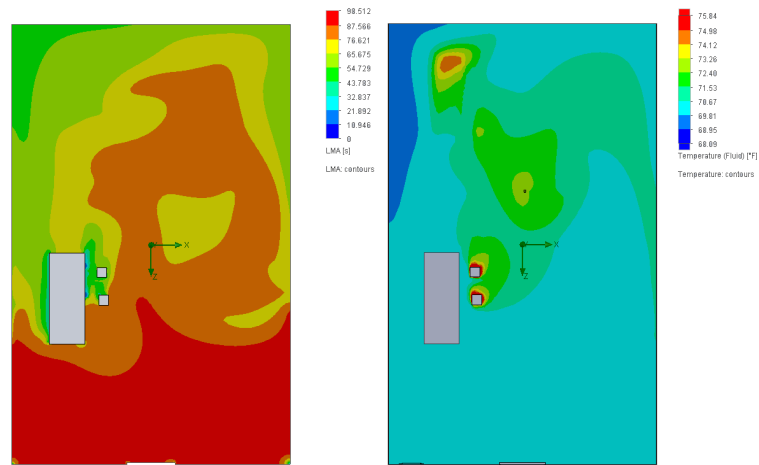 98.512
87.566
76.621
65.675
54.729
43.783
32.837
21.892
10.946
0
LMA [s]
LMA: contours
X
Z
75.84
74.98
74.12
73.26
72.40
71.53
70.67
69.81
68.95
68.09
Temperature (Fluid) [°F]
Temperature: contours
X
Z